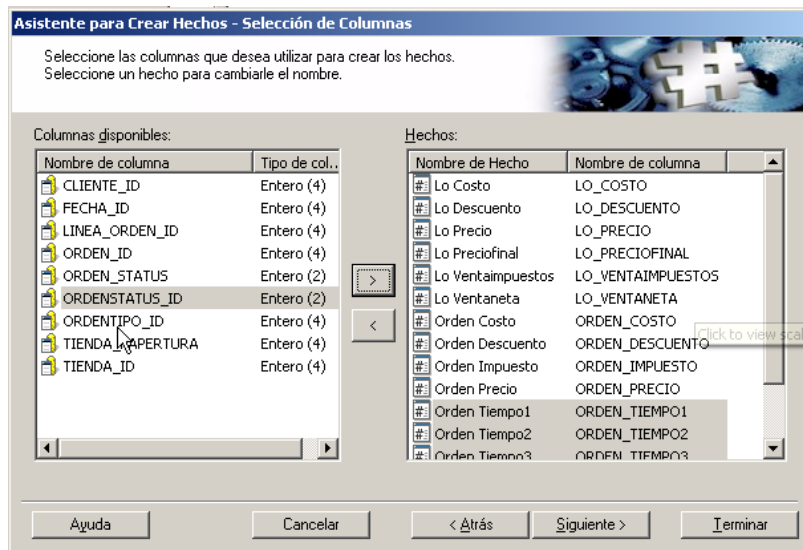 Asistente para Crear Hechos - Selección de Columnas
Seleccione las columnas que desea utilizar para crear los hechos.
Seleccione un hecho para cambiarle el nombre.
Columnas disponibles:
Nombre de columna Tipo de col..
CLIENTE_ID Entero (4)
FECHA_ID Entero (4)
LINEA_ORDEN_ID Entero (4)
ORDEN_ID Entero (4)
ORDEN_STATUS Entero (2)
ORDENSTATUS_ID Entero (2)
ORDENTIPO_ID Entero (4)
TIENDA_APERTURA Entero (4)
TIENDA_ID Entero (4)
>
<
Hechos:
Nombre de Hecho Nombre de columna
Lo Costo LO_COSTO
Lo Descuento LO_DESCUENTO
Lo Precio LO_PRECIO
Lo Preciofinal LO_PRECIOFINAL
Lo Ventaimpuestos LO_VENTAIMPUESTOS
Lo Ventaneta LO_VENTANETA
Orden Costo ORDEN_COSTO
Orden Descuento ORDEN_DESCUENTO
Orden Impuesto ORDEN_IMPUESTO
Orden Precio ORDEN_PRECIO
Orden Tiempo1 ORDEN_TIEMPO1
Orden Tiempo2 ORDEN_TIEMPO2
Orden Tiempo3 ORDEN_TIEMPO3
Click to view
Ayuda Cancelar < Atrás Siguiente > Terminar